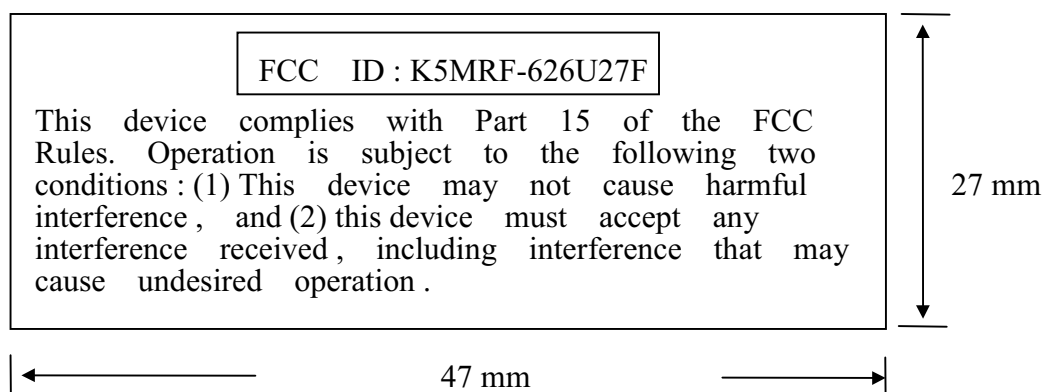 FCC ID : K5MRF-626U27F
This device complies with Part 15 of the FCC
Rules. Operation is subject to the following two
conditions : (1) This device may not cause harmful
interference , and (2) this device must accept any
interference received , including interference that may
cause undesired operation .
27 mm
47 mm